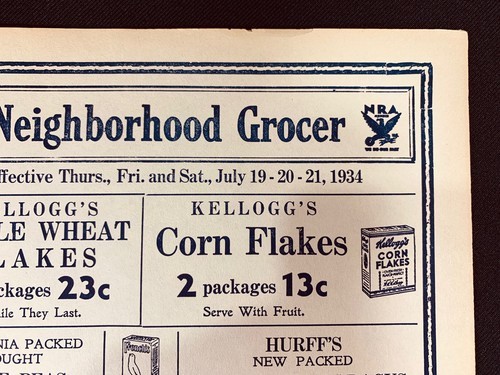 Neighborhood Grocer
NRA
WE DO OUR PART
ffective Thurs., Fri. and Sat., July 19-20-21, 1934
LLOGG'S
LE WHEAT
LAKES
ckages 23c
ile They Last.
KELLOGG'S
Corn Flakes
2 packages 13c
Serve With Fruit.
Kellogg's
CORN
FLAKES
NIA PACKED
OUGHT
HURFF'S
NEW PACKED